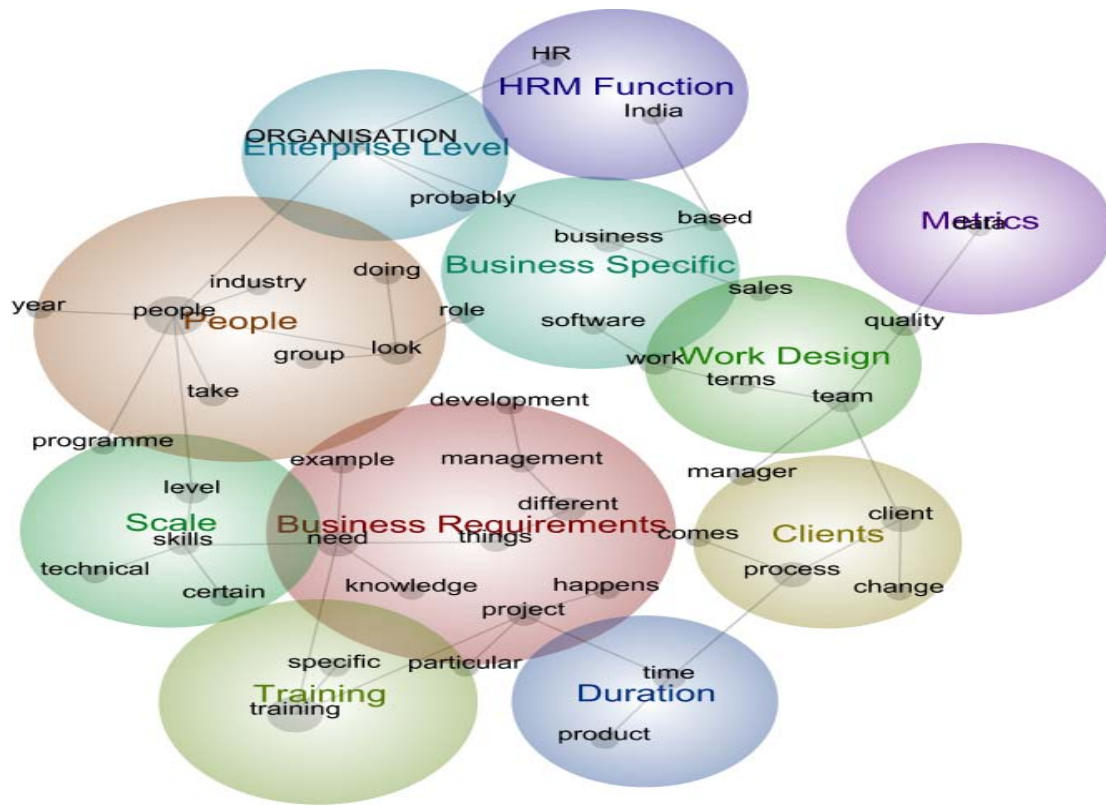 HR
HRM Function
India
ORGANISATION
Enterprise Level
probably
based
business
Business Specific
Metrics
data
doing
industry
year
people
People
role
sales
software
quality
group
look
work
Work Design
terms
take
team
development
programme
example
management
manager
level
different
client
Scale
Business Requirements
Clients
skills
need
things
comes
technical
process
certain
knowledge
happens
change
project
specific
particular
time
Training
training
Duration
product